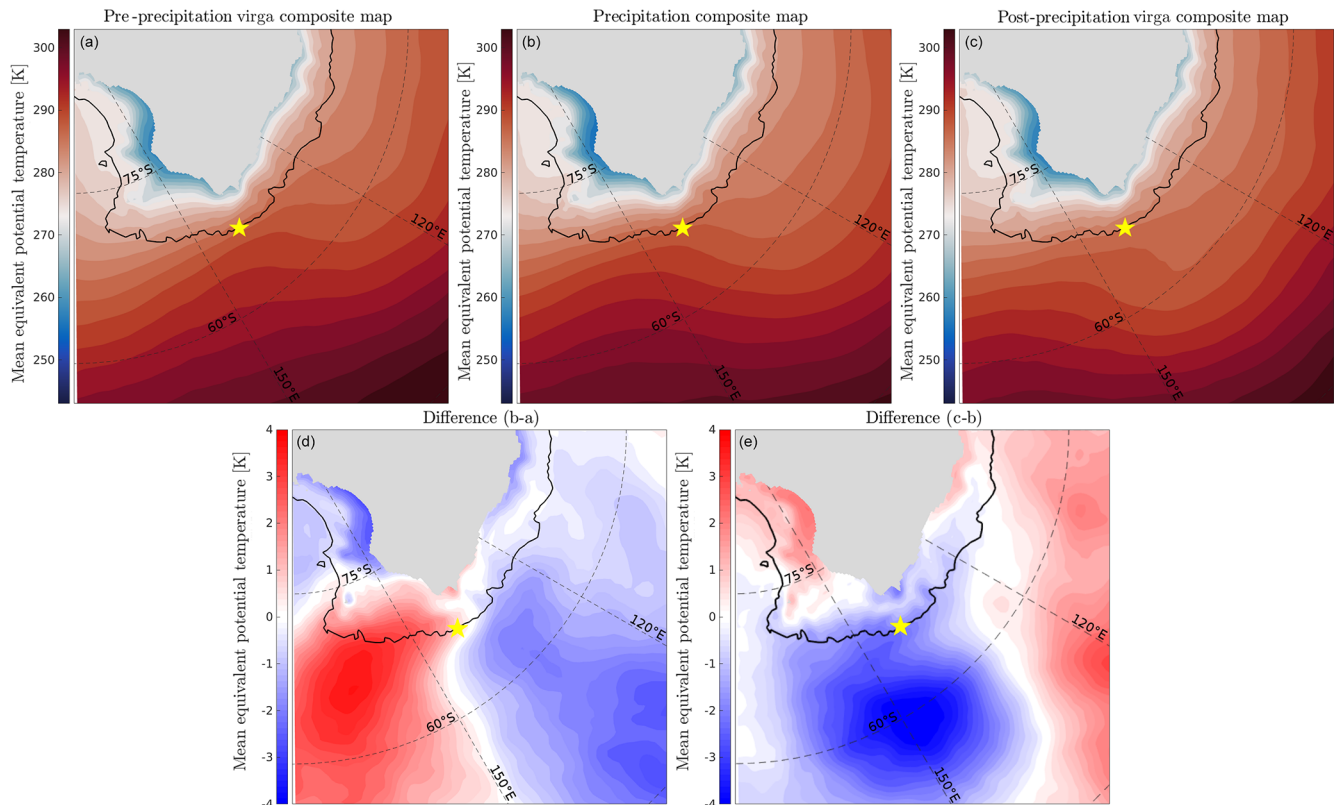 Pre-precipitation virga composite map
(a)
Mean equivalent potential temperature [K]
300
290
280
270
260
250
75°S
60°S
120°E
150°E
Precipitation composite map
(b)
Mean equivalent potential temperature [K]
300
290
280
270
260
250
75°S
60°S
120°E
150°E
Post-precipitation virga composite map
(c)
Mean equivalent potential temperature [K]
300
290
280
270
260
250
75°S
60°S
120°E
150°E
Difference (b-a)
(d)
Mean equivalent potential temperature [K]
4
3
2
1
0
-1
-2
-3
-4
75°S
60°S
120°E
150°E
Difference (c-b)
(e)
Mean equivalent potential temperature [K]
4
3
2
1
0
-1
-2
-3
-4
75°S
60°S
120°E
150°E